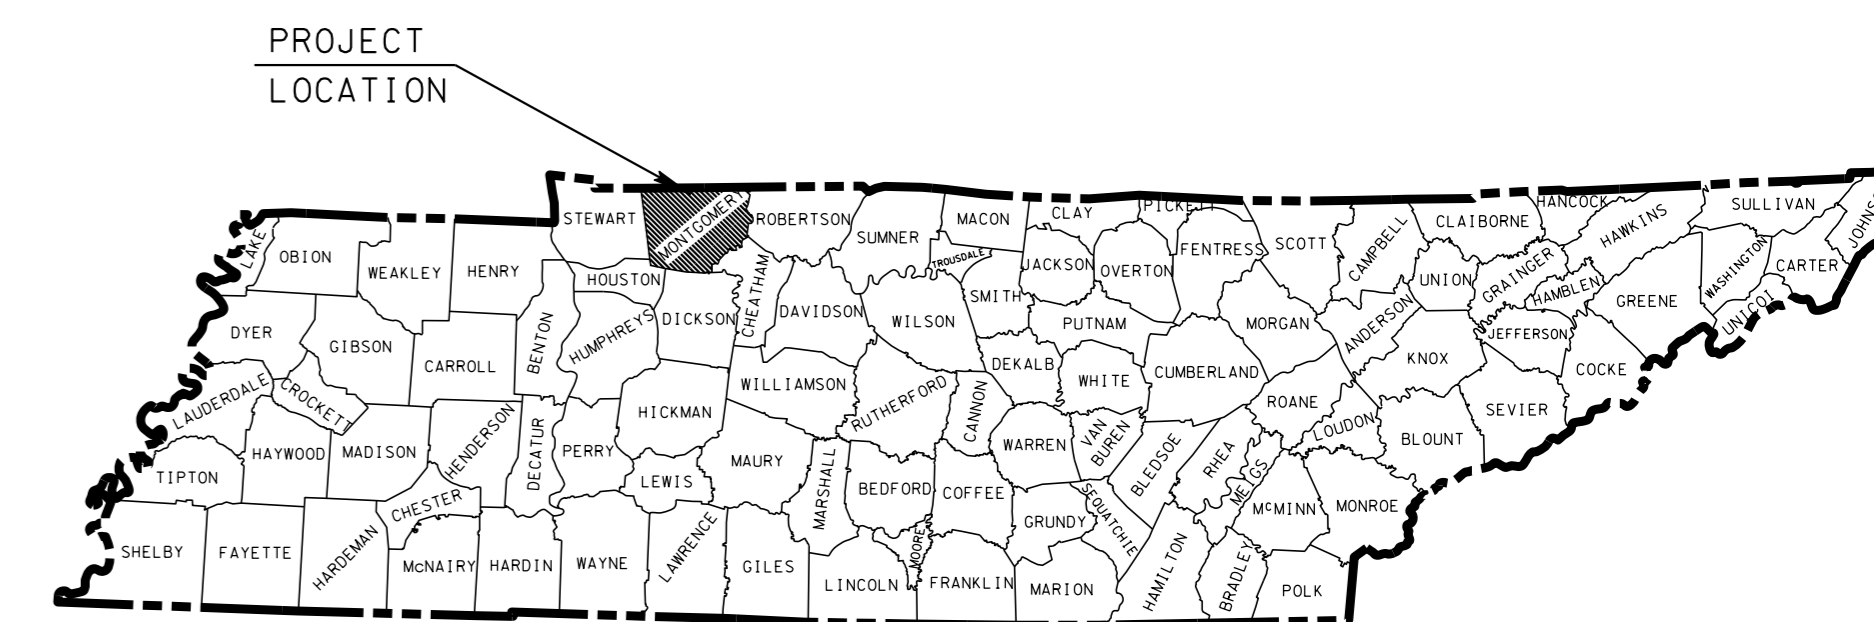 PROJECT
LOCATION
STEWART
MONTGOMERY
ROBERTSON
SUMNER
MACON
CLAY
PICKETT
FENTRESS
SCOTT
CAMPBELL
CLAIBORNE
HANCOCK
HAWKINS
SULLIVAN
JOHNS
LAKE
OBION
WEAKLEY
HENRY
HOUSTON
CHEATHAM
TROUSDALE
JACKSON
OVERTON
UNION
GRAINGER
HAMBLEN
WASHINGTON
CARTER
DYER
GIBSON
CARROLL
BENTON
HUMPHREYS
DICKSON
DAVIDSON
WILSON
SMITH
PUTNAM
MORGAN
ANDERSON
KNOX
JEFFERSON
GREENE
UNICOI
LAUDERDALE
CROCKETT
HICKMAN
WILLIAMSON
RUTHERFORD
CANNON
DEKALB
WHITE
CUMBERLAND
ROANE
LOUDON
BLOUNT
SEVIER
COCKE
TIPTON
HAYWOOD
MADISON
HENDERSON
DECATUR
PERRY
LEWIS
MAURY
MARSHALL
BEDFORD
COFFEE
WARREN
VAN
BUREN
BLEDSOE
RHEA
MEIGS
McMINN
MONROE
SHELBY
FAYETTE
HARDEMAN
CHESTER
McNAIRY
HARDIN
WAYNE
LAWRENCE
GILES
LINCOLN
MOORE
FRANKLIN
GRUNDY
SEQUATCHIE
MARION
HAMILTON
BRADLEY
POLK